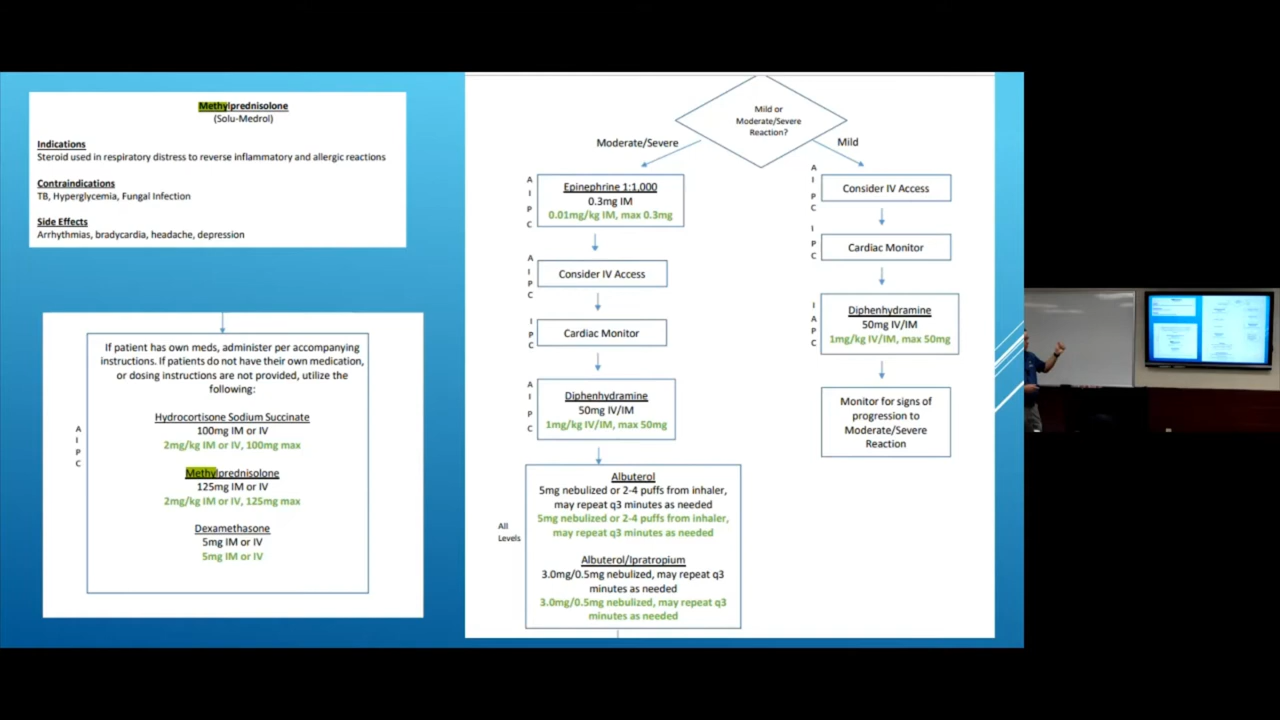 Methylprednisolone
(Solu-Medrol)
Indications
Steroid used in respiratory distress to reverse inflammatory and allergic reactions
Contraindications
TB, Hyperglycemia, Fungal Infection
Side Effects
Arrhythmias, bradycardia, headache, depression
If patient has own meds, administer per accompanying
instructions. If patients do not have their own medication,
or dosing instructions are not provided, utilize the
following:
Hydrocortisone Sodium Succinate
100mg IM or IV
2mg/kg IM or IV, 100mg max
A
I
P
C
Methylprednisolone
125mg IM or IV
2mg/kg IM or IV, 125mg max
Dexamethasone
5mg IM or IV
5mg IM or IV
Mild or
Moderate/Severe
Reaction?
Moderate/Severe
Mild
A
I
P
C
Epinephrine 1:1,000
0.3mg IM
0.01mg/kg IM, max 0.3mg
A
I
P
C
Consider IV Access
I
P
C
Cardiac Monitor
A
I
P
C
Diphenhydramine
50mg IV/IM
1mg/kg IV/IM, max 50mg
All
Levels
Albuterol
5mg nebulized or 2-4 puffs from inhaler,
may repeat q3 minutes as needed
5mg nebulized or 2-4 puffs from inhaler,
may repeat q3 minutes as needed
Albuterol/Ipratropium
3.0mg/0.5mg nebulized, may repeat q3
minutes as needed
3.0mg/0.5mg nebulized, may repeat q3
minutes as needed
A
I
P
C
Consider IV Access
I
P
C
Cardiac Monitor
I
A
P
C
Diphenhydramine
50mg IV/IM
1mg/kg IV/IM, max 50mg
Monitor for signs of
progression to
Moderate/Severe
Reaction